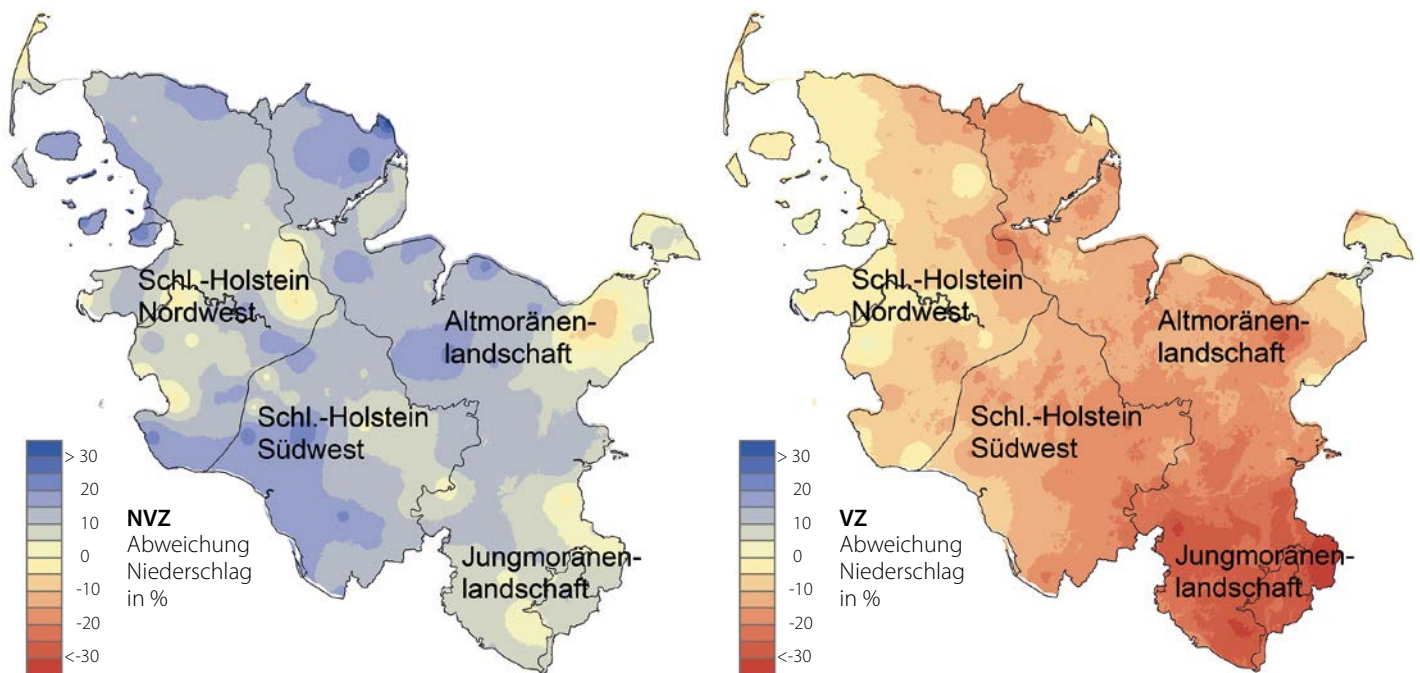 Schl.-Holstein
Nordwest
Altmoränen-
landschaft
Schl.-Holstein
Südwest
Jungmoränen-
landschaft
> 30
20
10
0
-10
-20
<-30
NVZ
Abweichung
Niederschlag
in %
Schl.-Holstein
Nordwest
Altmoränen-
landschaft
Schl.-Holstein
Südwest
Jungmoränen-
landschaft
> 30
20
10
0
-10
-20
<-30
VZ
Abweichung
Niederschlag
in %